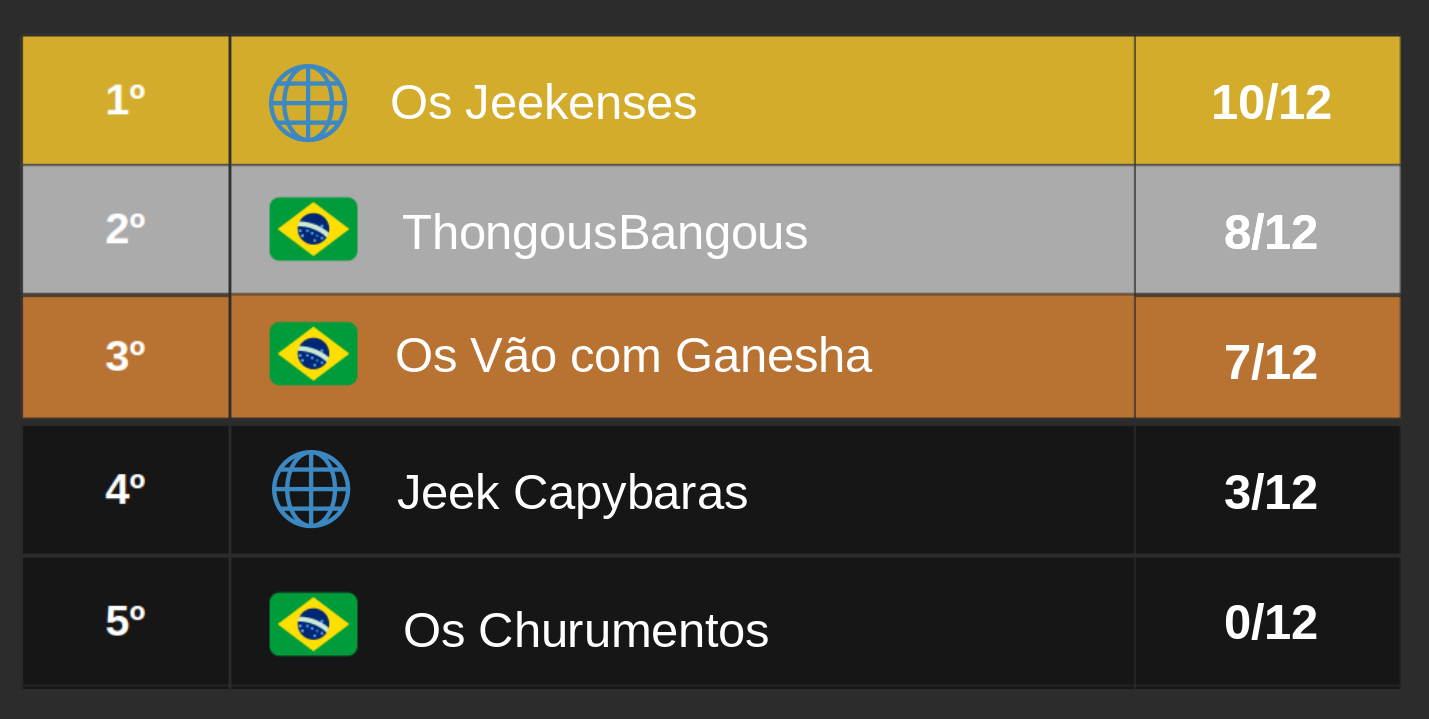 1º Os Jeekenses 10/12
2º ThongousBangous 8/12
3º Os Vão com Ganesha 7/12
4º Jeek Capybaras 3/12
5º Os Churumentos 0/12